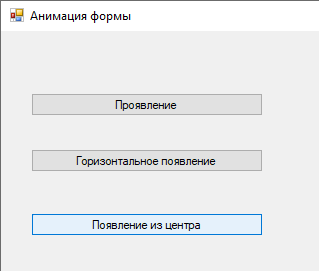 Анимация формы
Проявление
Горизонтальное появление
Появление из центра